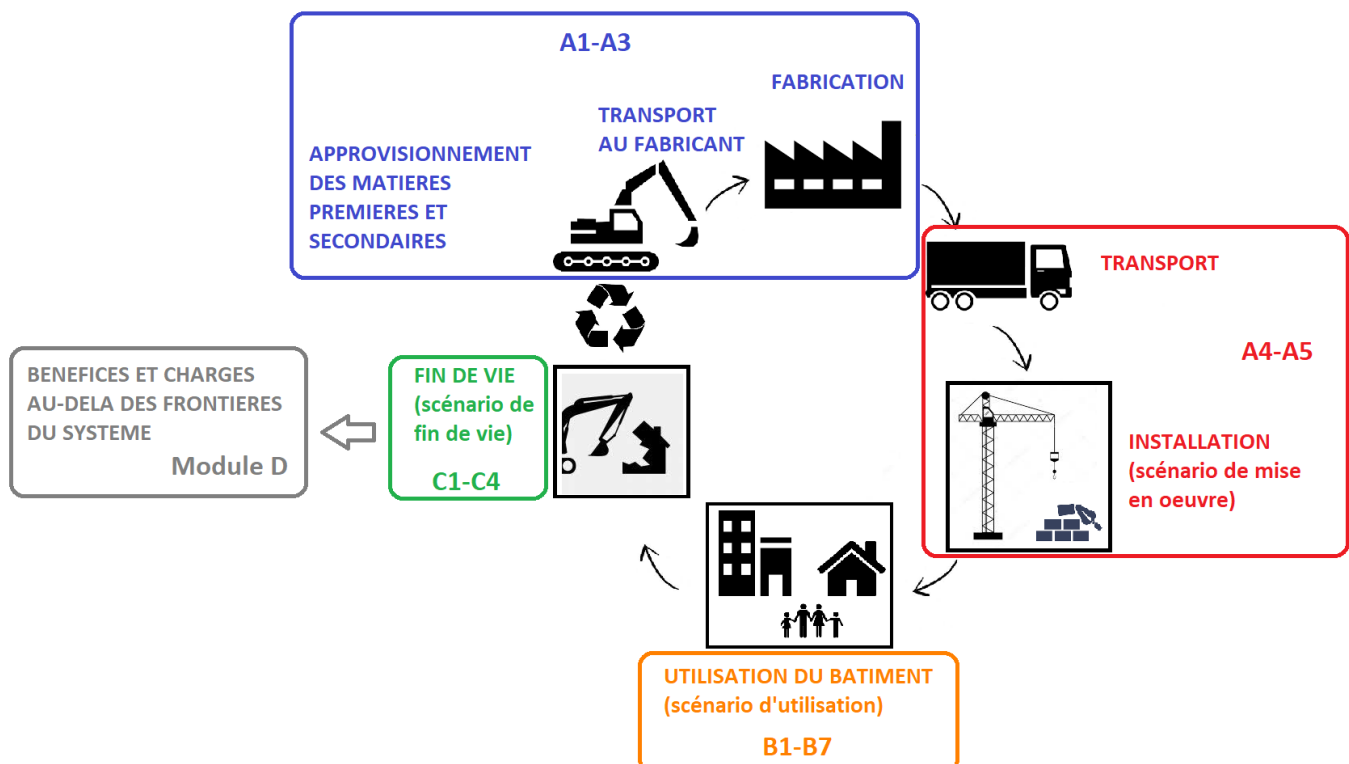 A1-A3
APPROVISIONNEMENT
DES MATIERES
PREMIERES ET
SECONDAIRES
TRANSPORT
AU FABRICANT
FABRICATION
TRANSPORT
A4-A5
INSTALLATION
(scénario de mise
en oeuvre)
UTILISATION DU BATIMENT
(scénario d'utilisation)
B1-B7
FIN DE VIE
(scénario de
fin de vie)
C1-C4
BENEFICES ET CHARGES
AU-DELA DES FRONTIERES
DU SYSTEME
Module D